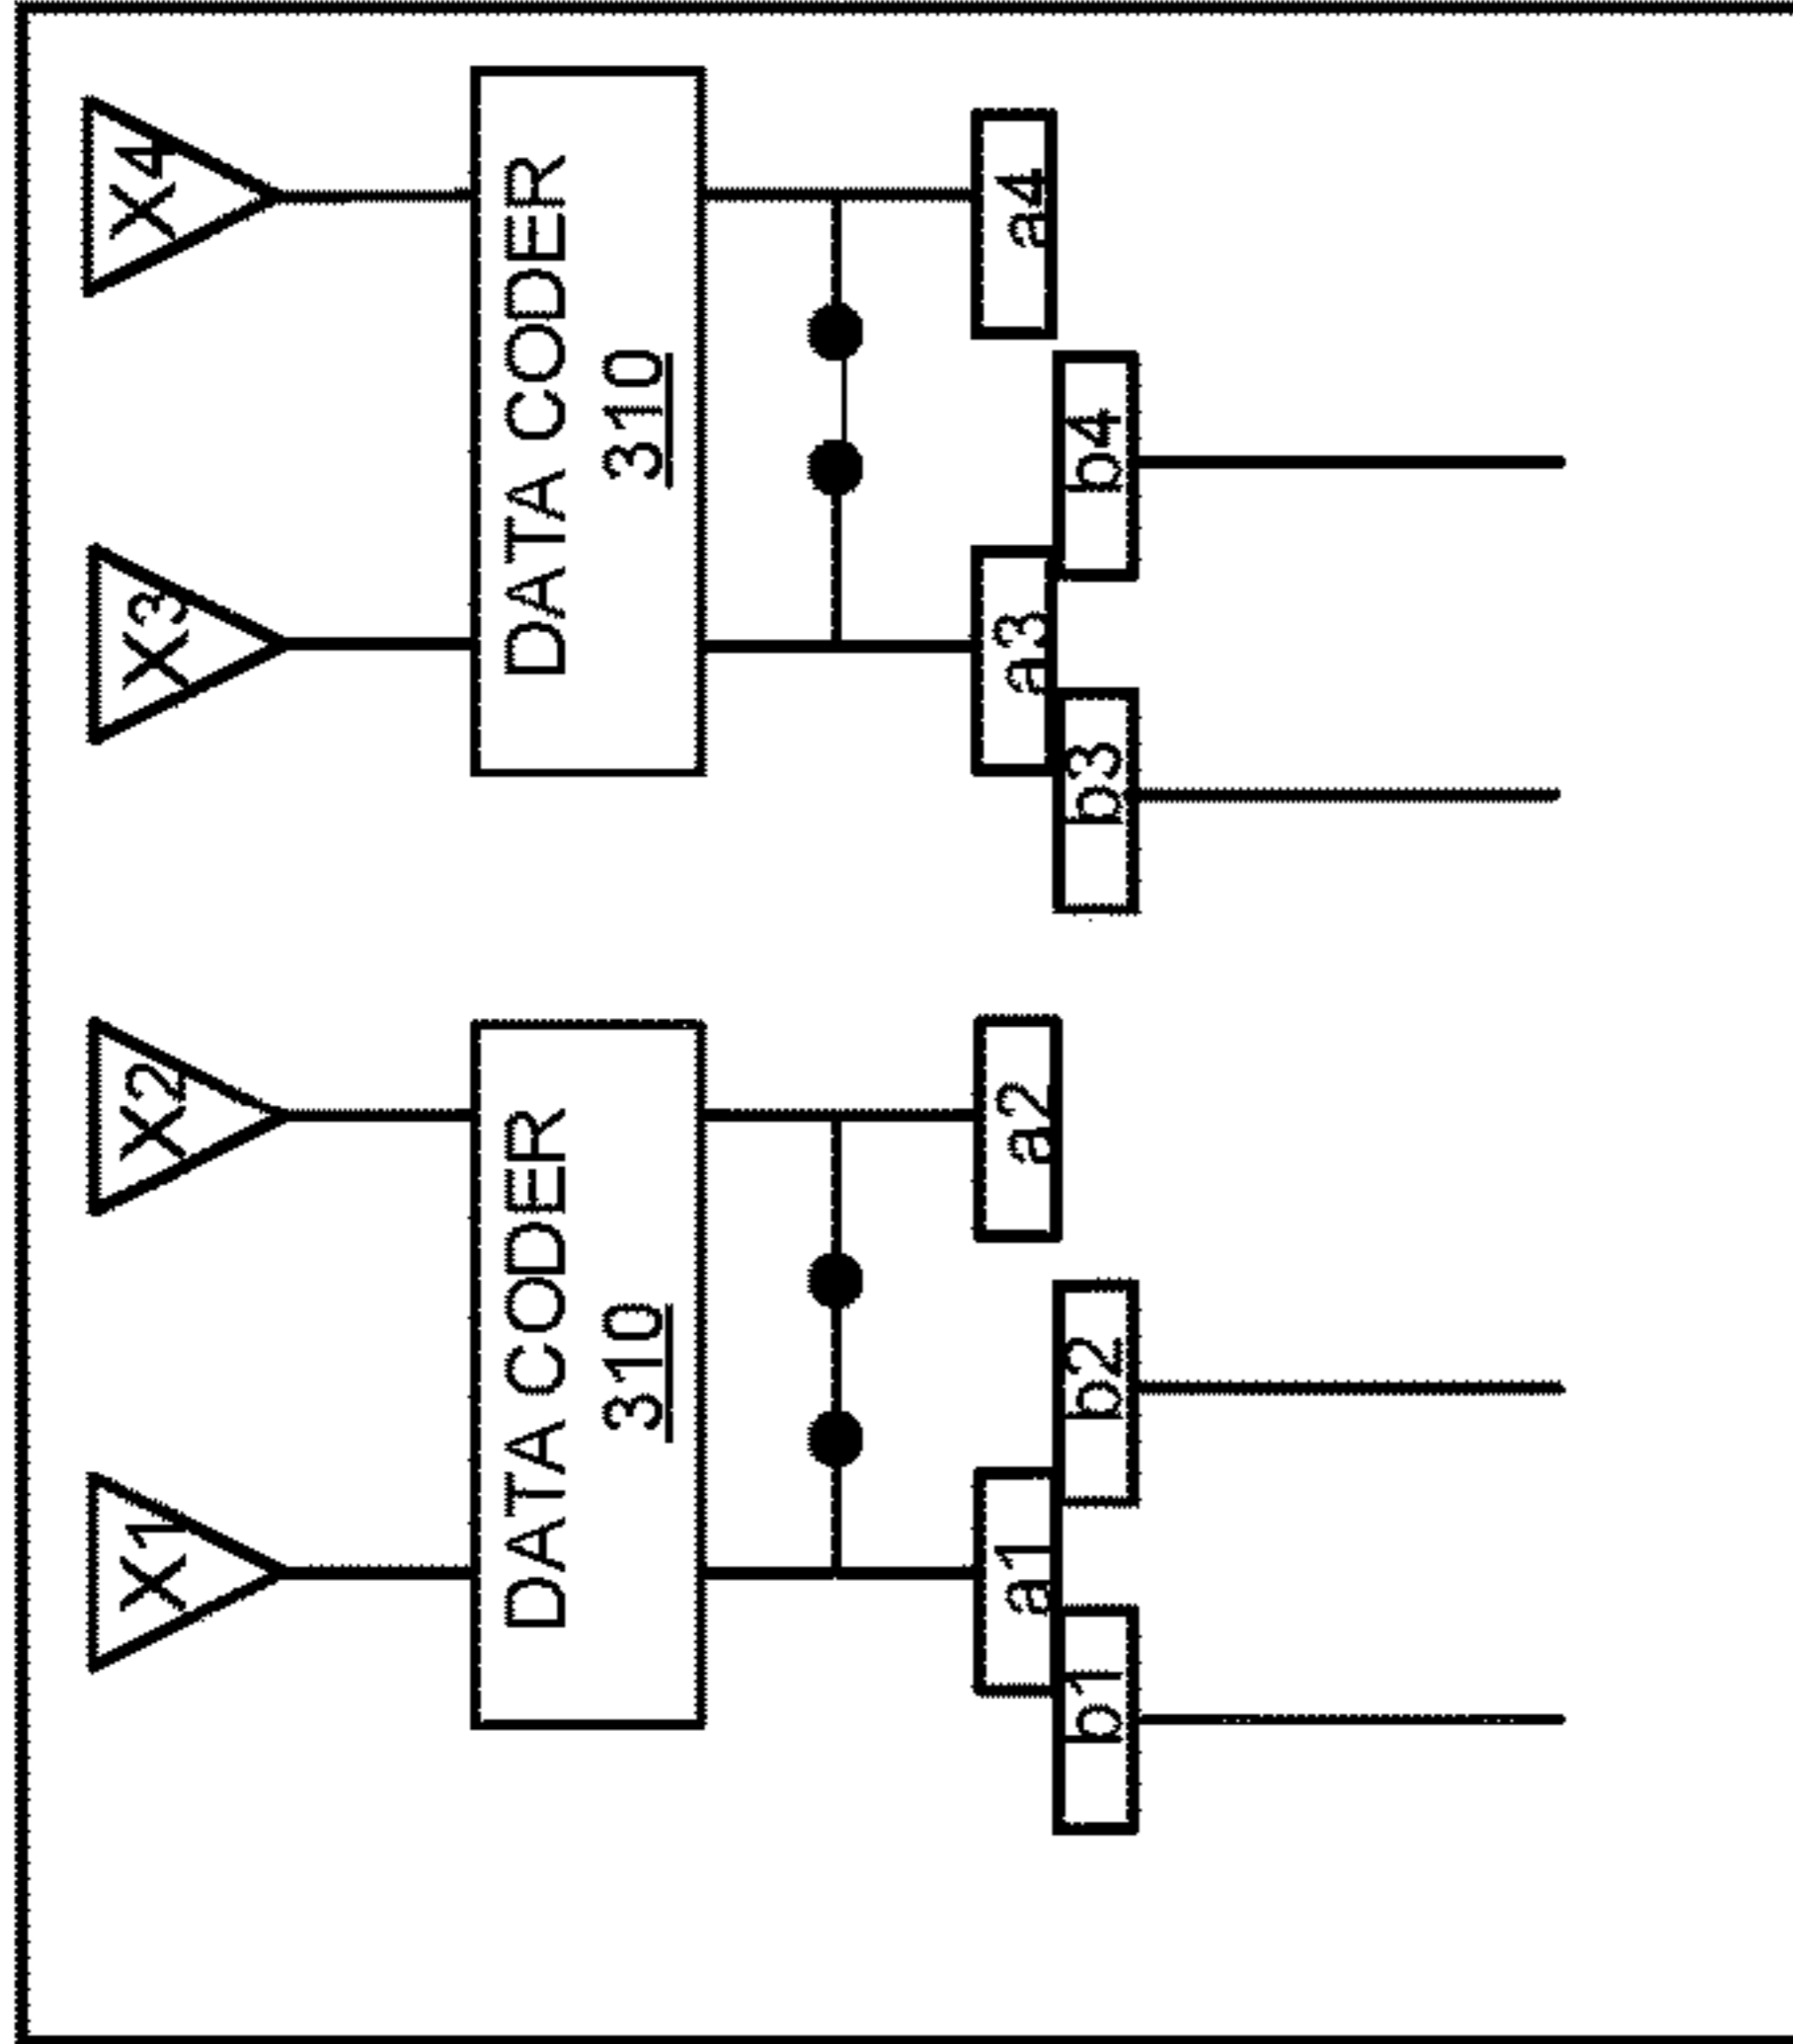 X1
X2
X3
X4
DATA CODER
310
DATA CODER
310
a1
a2
a3
a4
b1
b2
b3
b4